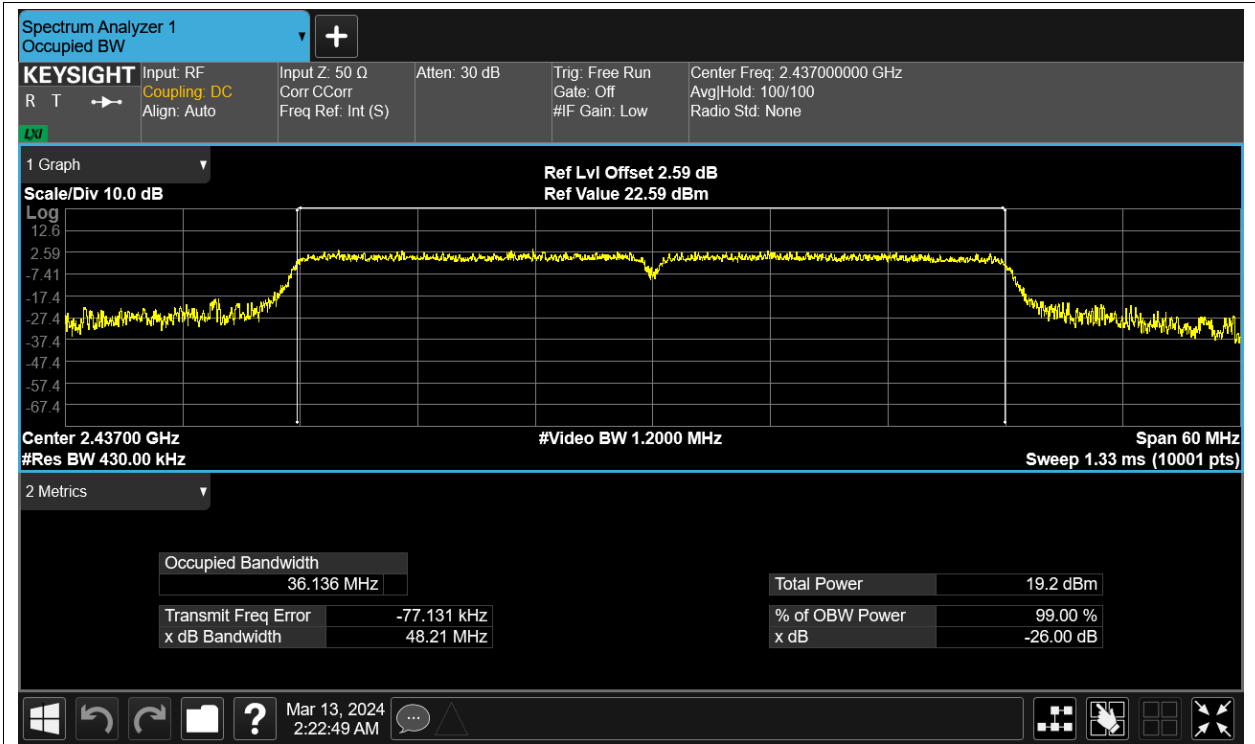 Spectrum Analyzer 1
Occupied BW
KEYSIGHT
R T
LXI
Input: RF
Coupling: DC
Align: Auto
Input Z: 50 Ω
Corr CCorr
Freq Ref: Int (S)
Atten: 30 dB
Trig: Free Run
Gate: Off
#IF Gain: Low
Center Freq: 2.437000000 GHz
Avg|Hold: 100/100
Radio Std: None
1 Graph
Scale/Div 10.0 dB
Ref Lvl Offset 2.59 dB
Ref Value 22.59 dBm
Log
12.6
2.59
-7.41
-17.4
-27.4
-37.4
-47.4
-57.4
-67.4
Center 2.43700 GHz
#Video BW 1.2000 MHz
Span 60 MHz
#Res BW 430.00 kHz
Sweep 1.33 ms (10001 pts)
2 Metrics
Occupied Bandwidth
36.136 MHz
Transmit Freq Error -77.131 kHz
x dB Bandwidth 48.21 MHz
Total Power 19.2 dBm
% of OBW Power 99.00 %
x dB -26.00 dB
?
Mar 13, 2024
2:22:49 AM